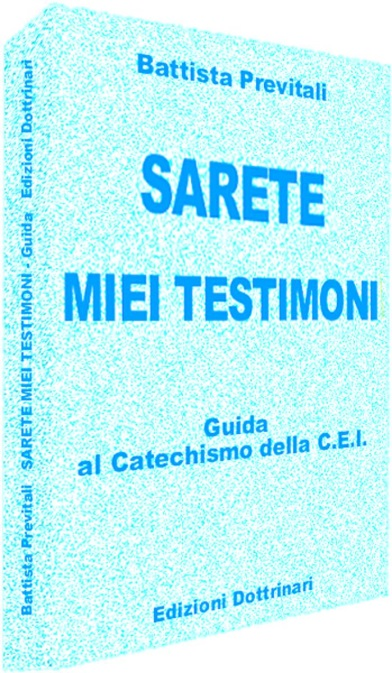 Battista Previtali
SARETE
MIEI TESTIMONI
Guida
al Catechismo della C.E.I.
Edizioni Dottrinari
Battista Previtali SARETE MIEI TESTIMONI - Guida Edizioni Dottrinari